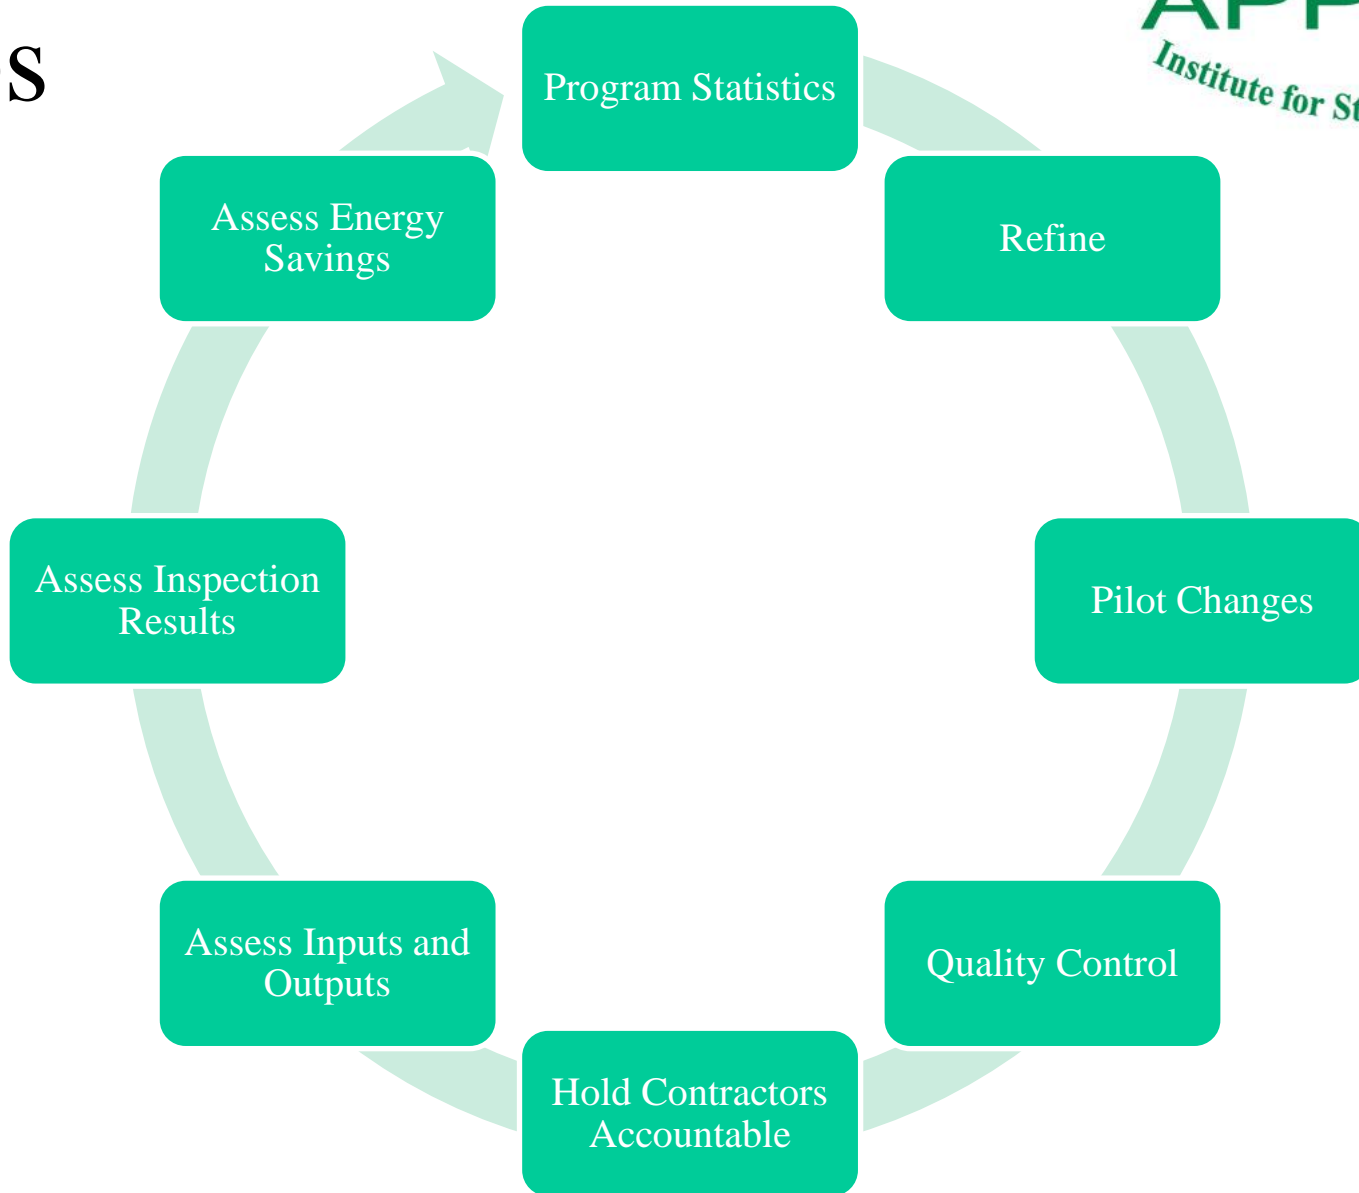 Program Statistics
Refine
Pilot Changes
Quality Control
Hold Contractors
Accountable
Assess Inputs and
Outputs
Assess Inspection
Results
Assess Energy
Savings
Institute for